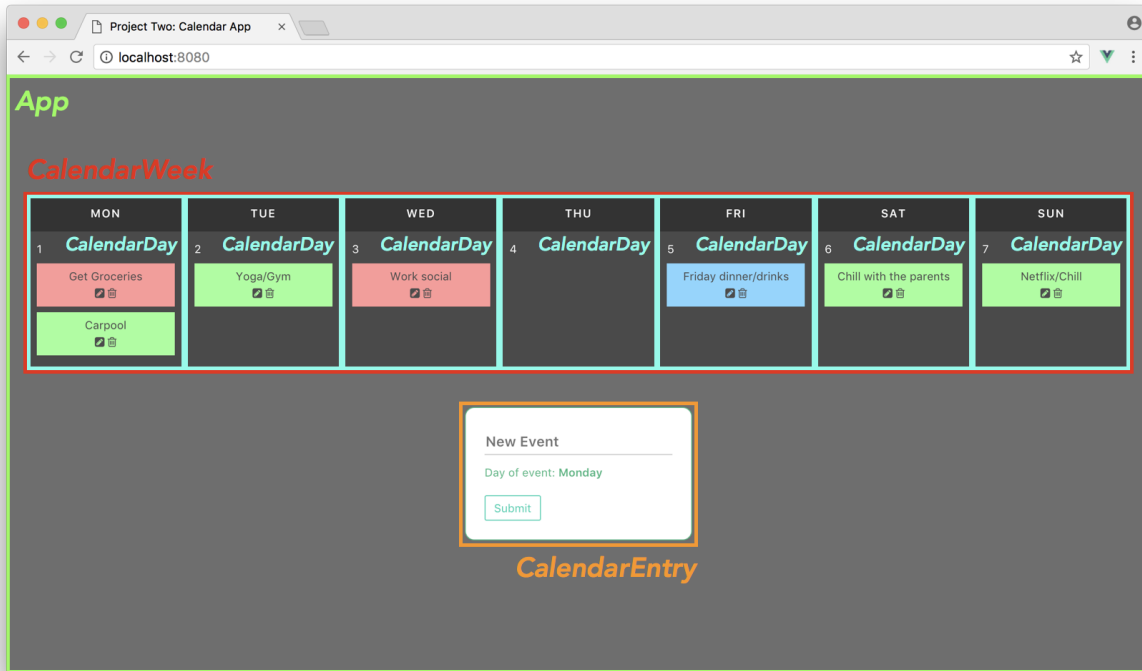 Project Two: Calendar App
localhost:8080
App
CalendarWeek
MON TUE WED THU FRI SAT SUN
1 CalendarDay 2 CalendarDay 3 CalendarDay 4 CalendarDay 5 CalendarDay 6 CalendarDay 7 CalendarDay
Get Groceries Yoga/Gym Work social Friday dinner/drinks Chill with the parents Netflix/Chill
Carpool
New Event
Day of event: Monday
Submit
CalendarEntry